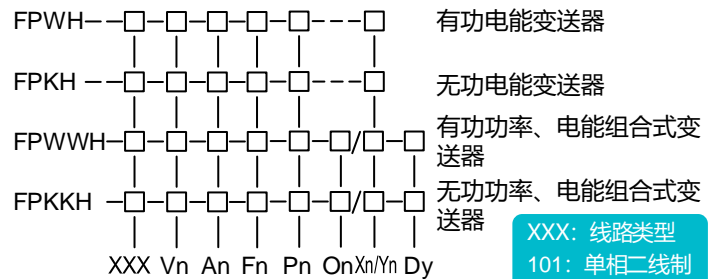 FPWH 有功电能变送器
FPKH 无功电能变送器
FPWWH / 有功功率、电能组合式变
送器
FPKKH / 无功功率、电能组合式变
送器
XXX Vn An Fn Pn On Xn/Yn Dy
XXX：线路类型
101：单相二线制